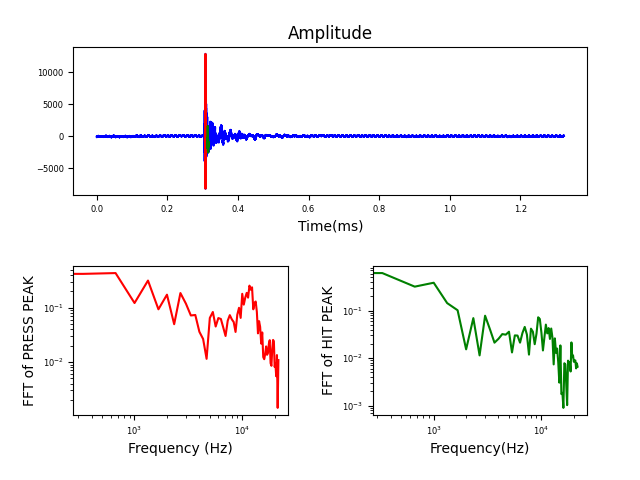 Amplitude
10000
5000
0
−5000
0.0 0.2 0.4 0.6 0.8 1.0 1.2
Time(ms)
FFT of PRESS PEAK
10⁻¹
10⁻²
10³ 10⁴
Frequency (Hz)
FFT of HIT PEAK
10⁻¹
10⁻²
10⁻³
10³ 10⁴
Frequency(Hz)